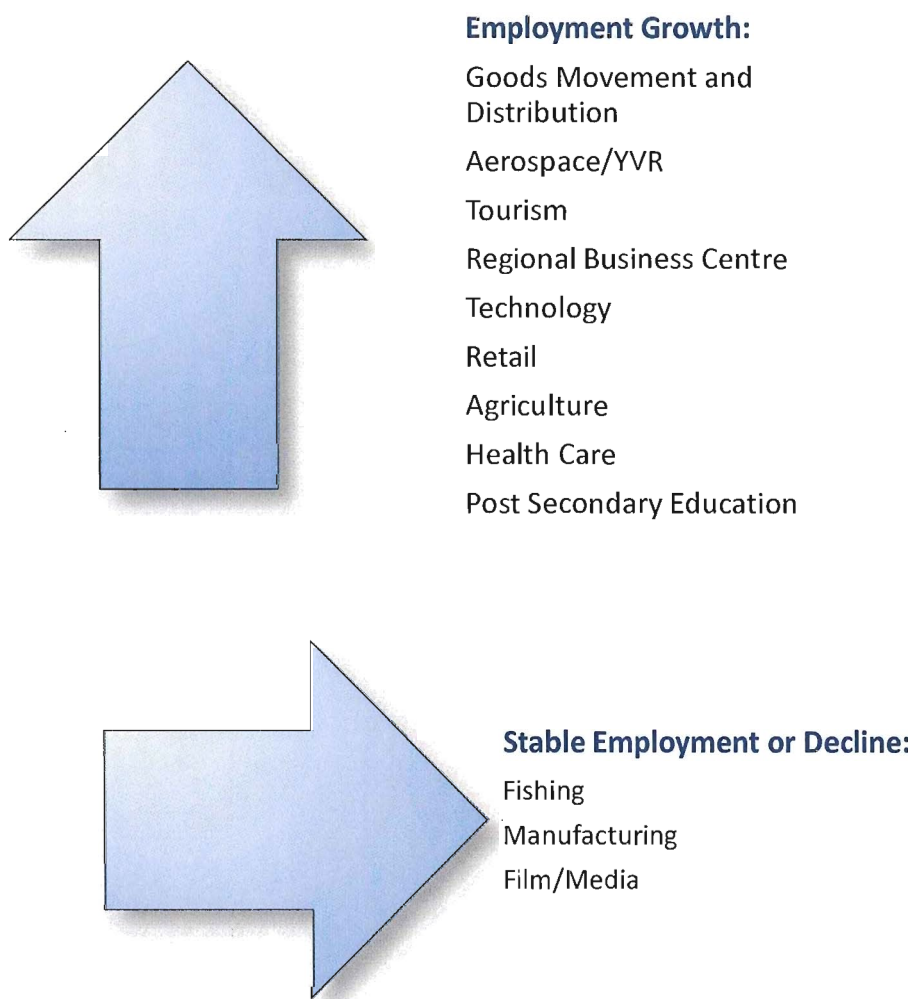 Employment Growth:
Goods Movement and
Distribution
Aerospace/YVR
Tourism
Regional Business Centre
Technology
Retail
Agriculture
Health Care
Post Secondary Education
Stable Employment or Decline:
Fishing
Manufacturing
Film/Media